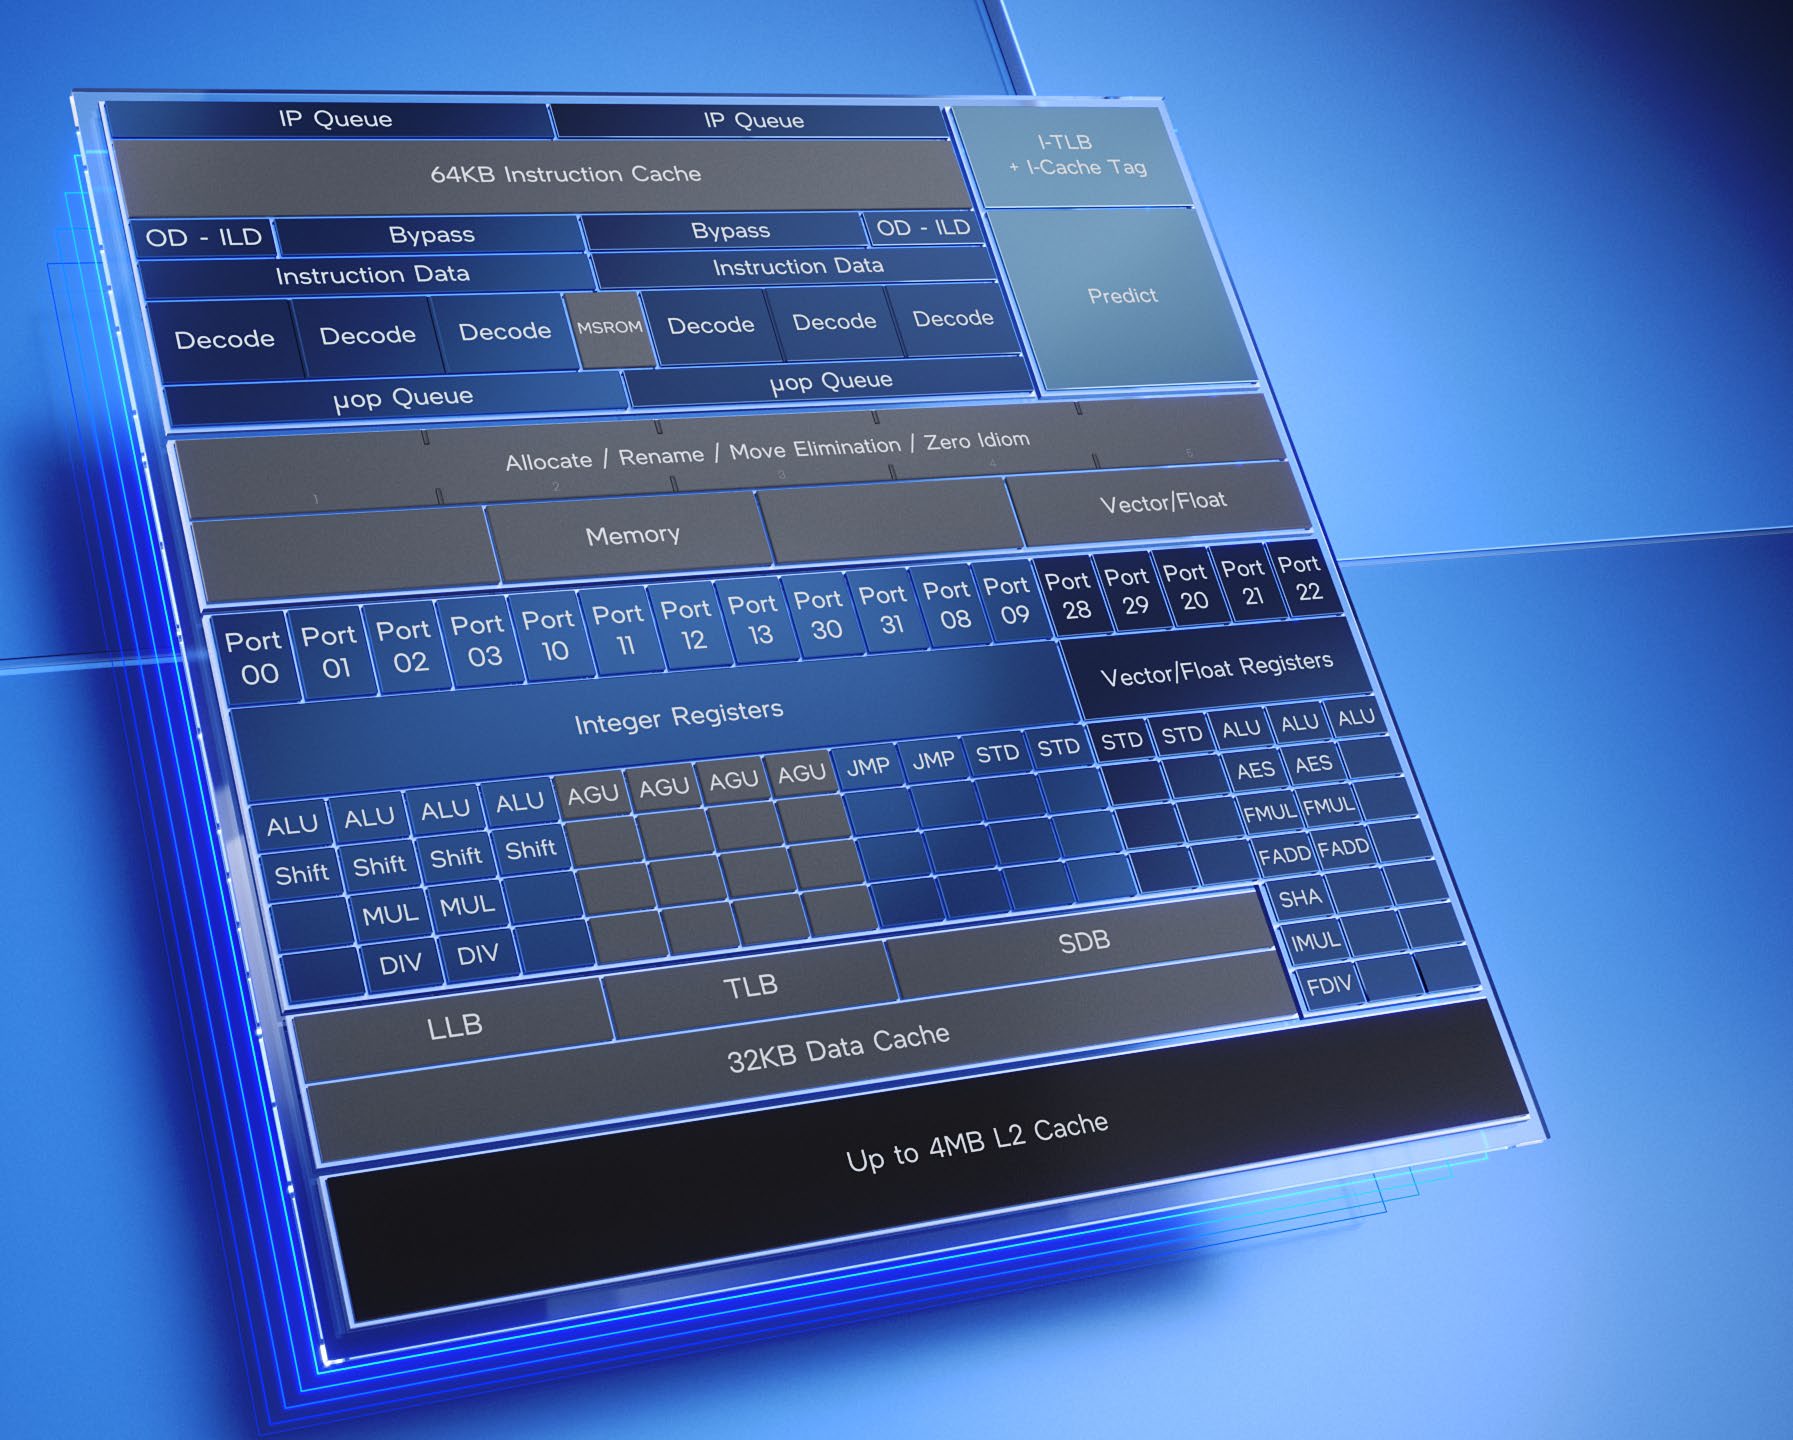 IP Queue
IP Queue
I-TLB
+ I-Cache Tag
64KB Instruction Cache
OD - ILD
Bypass
Bypass
OD - ILD
Instruction Data
Instruction Data
Predict
Decode
Decode
Decode
MSROM
Decode
Decode
Decode
µop Queue
µop Queue
Allocate / Rename / Move Elimination / Zero Idiom
1
2
3
4
5
Memory
Vector/Float
Port
00
Port
01
Port
02
Port
03
Port
10
Port
11
Port
12
Port
13
Port
30
Port
31
Port
08
Port
09
Port
28
Port
29
Port
20
Port
21
Port
22
Integer Registers
Vector/Float Registers
ALU
ALU
ALU
ALU
AGU
AGU
AGU
AGU
JMP
JMP
STD
STD
STD
STD
ALU
ALU
ALU
Shift
Shift
Shift
Shift
AES
AES
MUL
MUL
FMUL
FMUL
DIV
DIV
FADD
FADD
SHA
IMUL
FDIV
LLB
TLB
SDB
32KB Data Cache
Up to 4MB L2 Cache